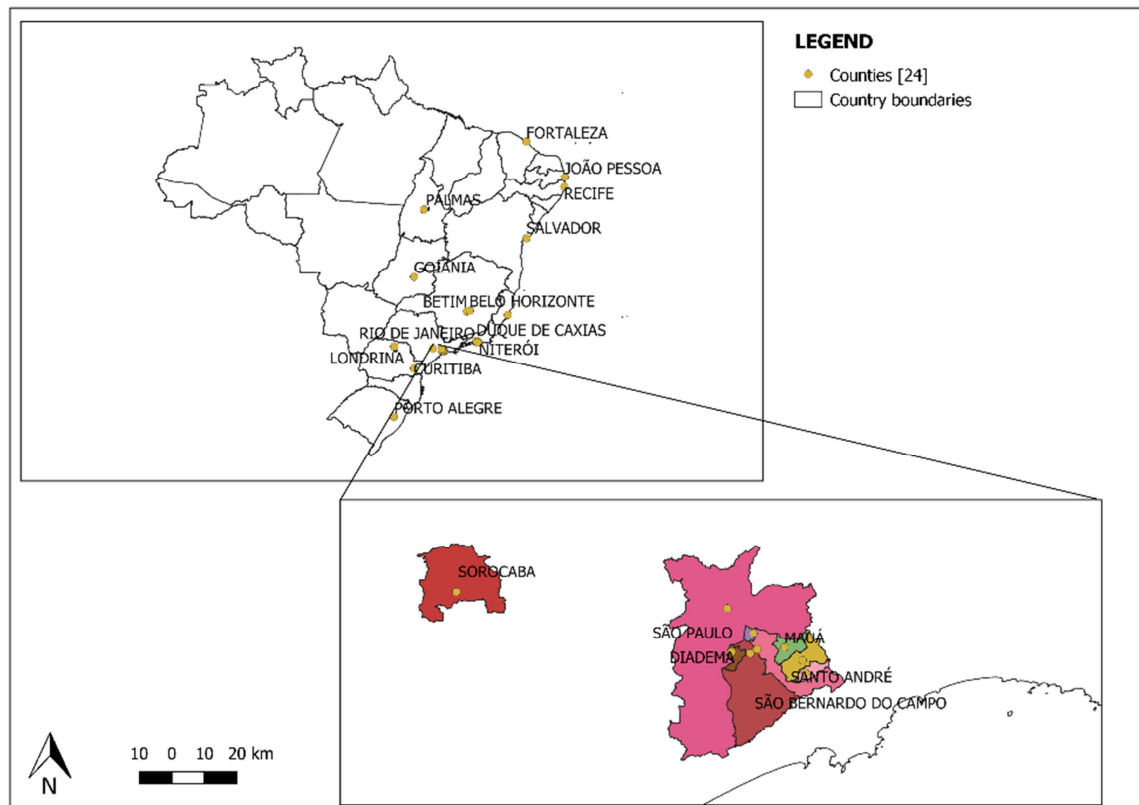 LEGEND
Counties [24]
Country boundaries
FORTALEZA
JOÃO PESSOA
RECIFE
PALMAS
SALVADOR
GOIÂNIA
BETIM BELO HORIZONTE
RIO DE JANEIRO DUQUE DE CAXIAS
LONDRINA NITERÓI
CURITIBA
PORTO ALEGRE
SOROCABA
SÃO PAULO MAUÁ
DIADEMA
SANTO ANDRÉ
SÃO BERNARDO DO CAMPO
10 0 10 20 km
N